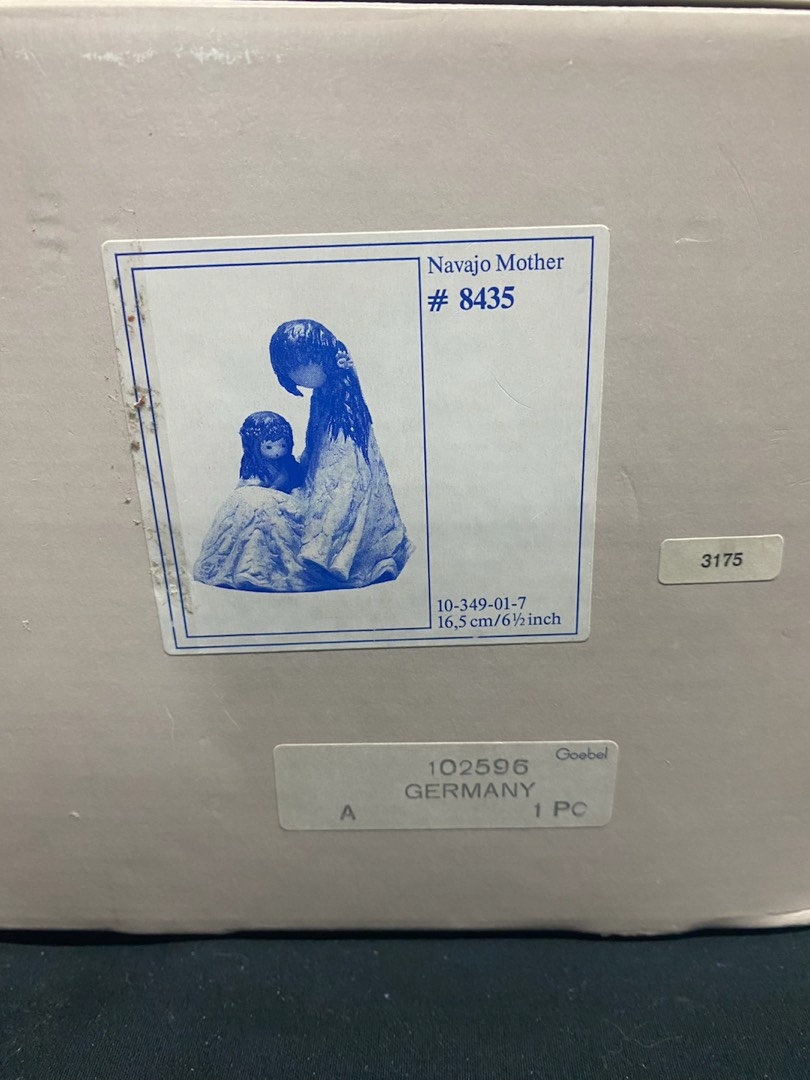 Navajo Mother
# 8435
10-349-01-7
16,5 cm/6½ inch
3175
Goebel
102596
GERMANY
A 1 PC